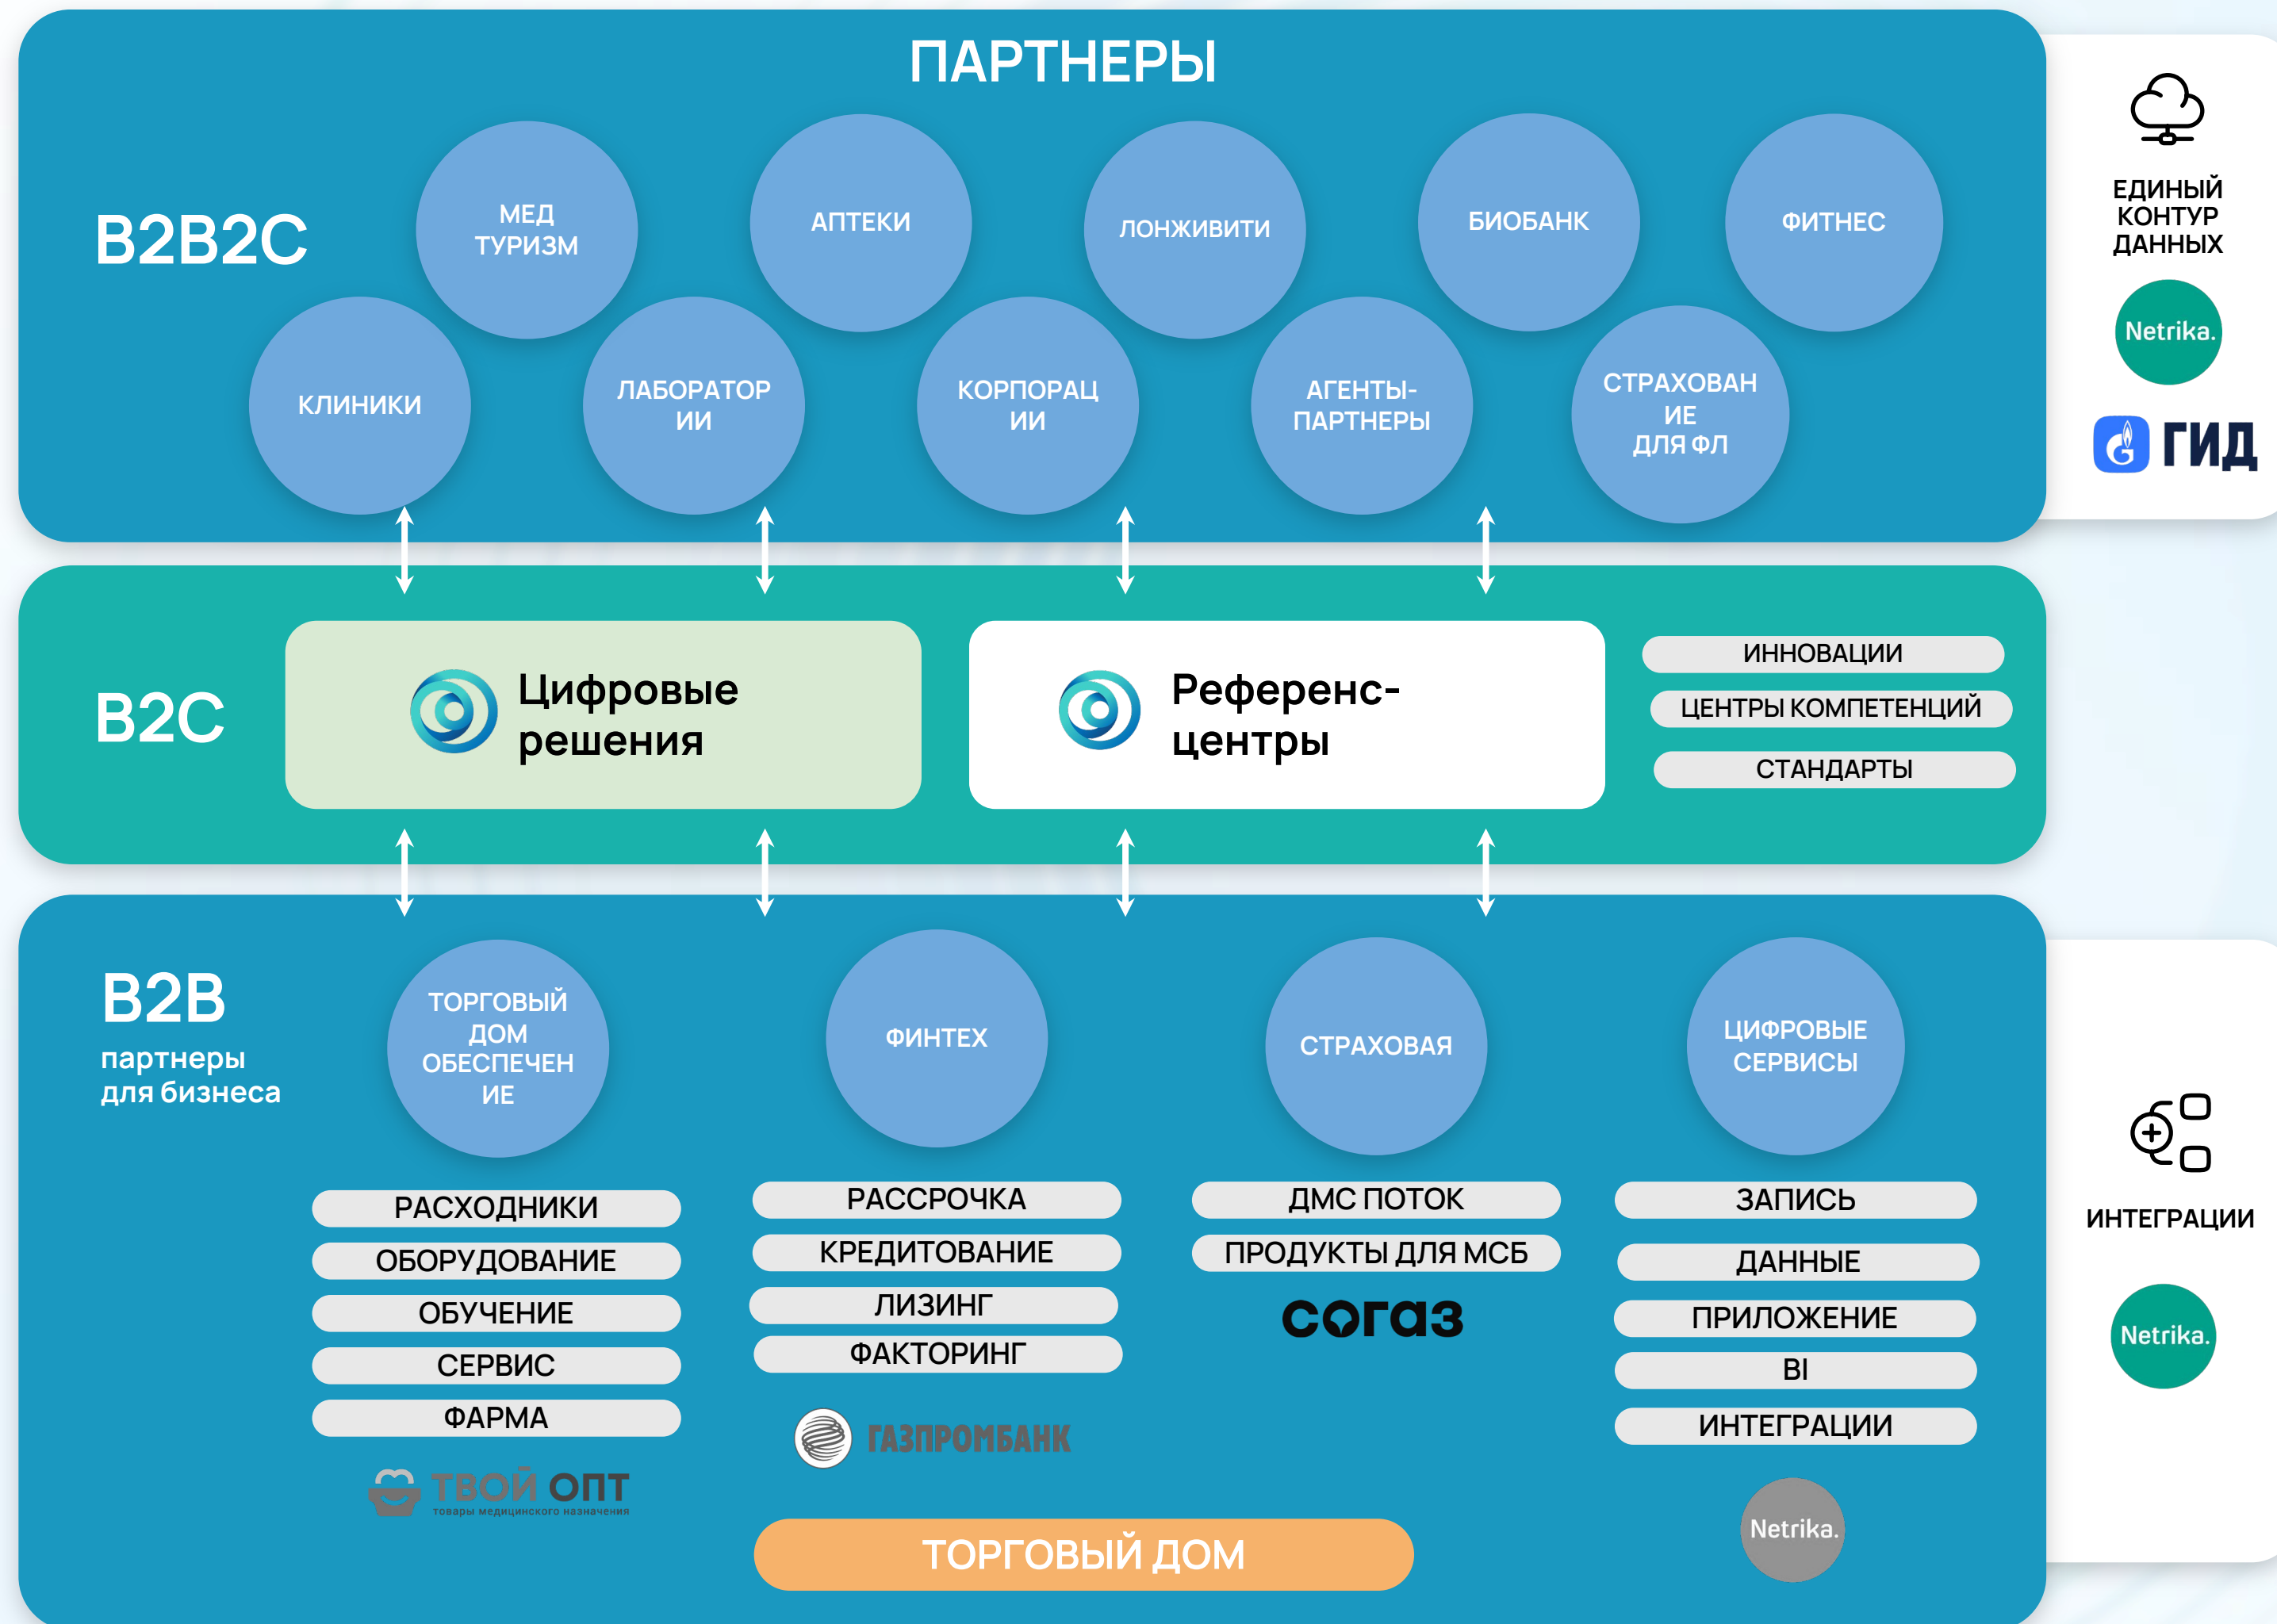 ПАРТНЕРЫ
B2B2C
МЕД
ТУРИЗМ
АПТЕКИ
ЛОНЖИВИТИ
БИОБАНК
ФИТНЕС
КЛИНИКИ
ЛАБОРАТОР
ИИ
КОРПОРАЦ
ИИ
АГЕНТЫ-
ПАРТНЕРЫ
СТРАХОВАН
ИЕ
ДЛЯ ФЛ
ЕДИНЫЙ
КОНТУР
ДАННЫХ
Netrika.
ГИД
B2C
Цифровые
решения
Референс-
центры
ИННОВАЦИИ
ЦЕНТРЫ КОМПЕТЕНЦИЙ
СТАНДАРТЫ
B2B
партнеры
для бизнеса
ТОРГОВЫЙ
ДОМ
ОБЕСПЕЧЕН
ИЕ
РАСХОДНИКИ
ОБОРУДОВАНИЕ
ОБУЧЕНИЕ
СЕРВИС
ФАРМА
ТВОЙ ОПТ
товары медицинского назначения
ФИНТЕХ
РАССРОЧКА
КРЕДИТОВАНИЕ
ЛИЗИНГ
ФАКТОРИНГ
ГАЗПРОМБАНК
СТРАХОВАЯ
ДМС ПОТОК
ПРОДУКТЫ ДЛЯ МСБ
согаз
ЦИФРОВЫЕ
СЕРВИСЫ
ЗАПИСЬ
ДАННЫЕ
ПРИЛОЖЕНИЕ
BI
ИНТЕГРАЦИИ
Netrika.
ТОРГОВЫЙ ДОМ
ИНТЕГРАЦИИ
Netrika.